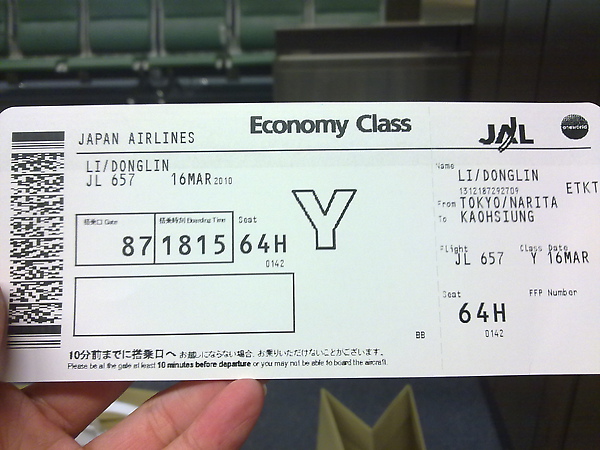 JAPAN AIRLINES
Economy Class
JAL
oneworld
LI/DONGLIN
JL 657 16MAR2010
搭乗口 Gate
搭乗時刻 Boarding Time
Seat
87
1815
64H
0142
Y
BB
10分前までに搭乗口へ お越しにならない場合、お乗りいただけないことがございます。
Please be at the gate at least 10 minutes before departure or you may not be able to board the aircraft.
Name
LI/DONGLIN
1312187292709 ETKT
From TOKYO/NARITA
To KAOHSIUNG
Flight Class Date
JL 657 Y 16MAR
Seat FFP Number
64H
0142